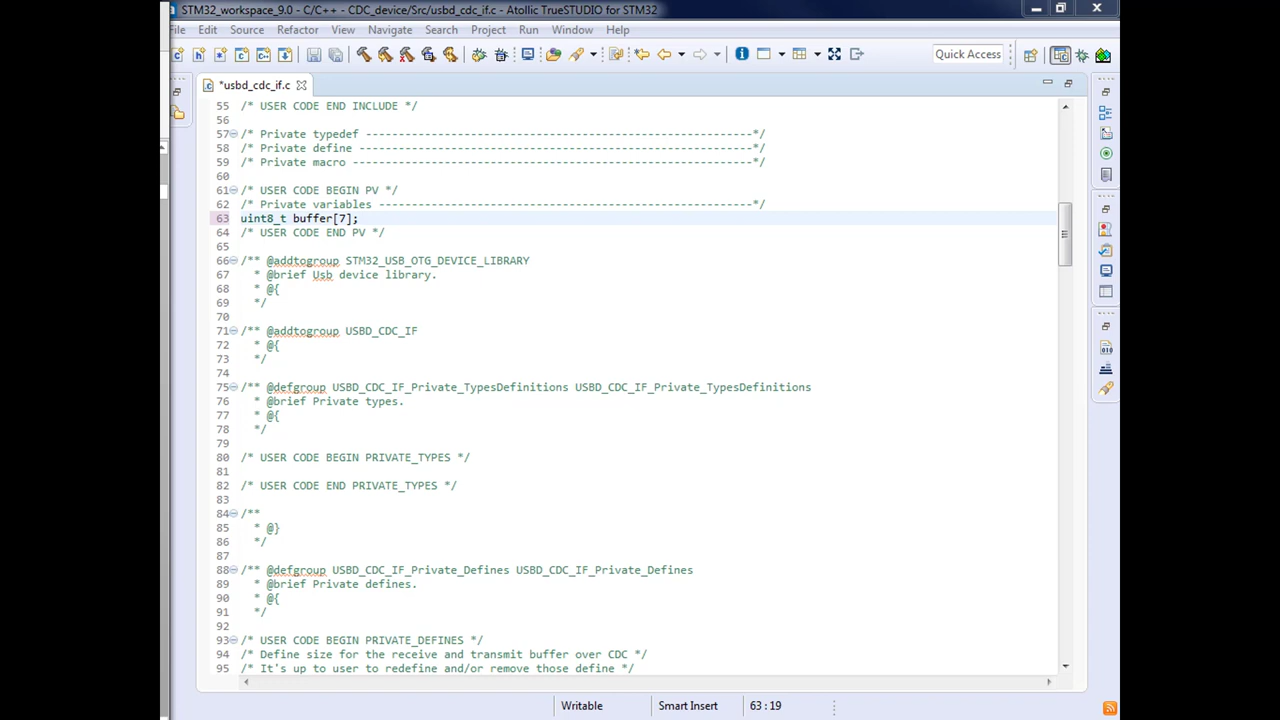 STM32_workspace_9.0 - C/C++ - CDC_device/Src/usbd_cdc_if.c - Atollic TrueSTUDIO for STM32
File Edit Source Refactor View Navigate Search Project Run Window Help
Quick Access
*usbd_cdc_if.c
55 /* USER CODE END INCLUDE */
56
57 /* Private typedef -----------------------------------------------------------*/
58 /* Private define ------------------------------------------------------------*/
59 /* Private macro -------------------------------------------------------------*/
60
61 /* USER CODE BEGIN PV */
62 /* Private variables ---------------------------------------------------------*/
63 uint8_t buffer[7];
64 /* USER CODE END PV */
65
66 /** @addtogroup STM32_USB_OTG_DEVICE_LIBRARY
67 * @brief Usb device library.
68 * @{
69 */
70
71 /** @addtogroup USBD_CDC_IF
72 * @{
73 */
74
75 /** @defgroup USBD_CDC_IF_Private_TypesDefinitions USBD_CDC_IF_Private_TypesDefinitions
76 * @brief Private types.
77 * @{
78 */
79
80 /* USER CODE BEGIN PRIVATE_TYPES */
81
82 /* USER CODE END PRIVATE_TYPES */
83
84 /**
85 * @}
86 */
87
88 /** @defgroup USBD_CDC_IF_Private_Defines USBD_CDC_IF_Private_Defines
89 * @brief Private defines.
90 * @{
91 */
92
93 /* USER CODE BEGIN PRIVATE_DEFINES */
94 /* Define size for the receive and transmit buffer over CDC */
95 /* It's up to user to redefine and/or remove those define */
Writable Smart Insert 63 : 19